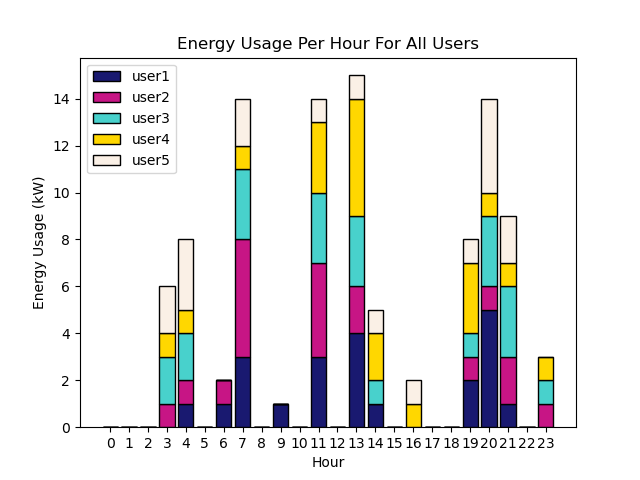 Energy Usage Per Hour For All Users
user1
user2
user3
user4
user5
Energy Usage (kW)
14
12
10
8
6
4
2
0
0 1 2 3 4 5 6 7 8 9 10 11 12 13 14 15 16 17 18 19 20 21 22 23
Hour